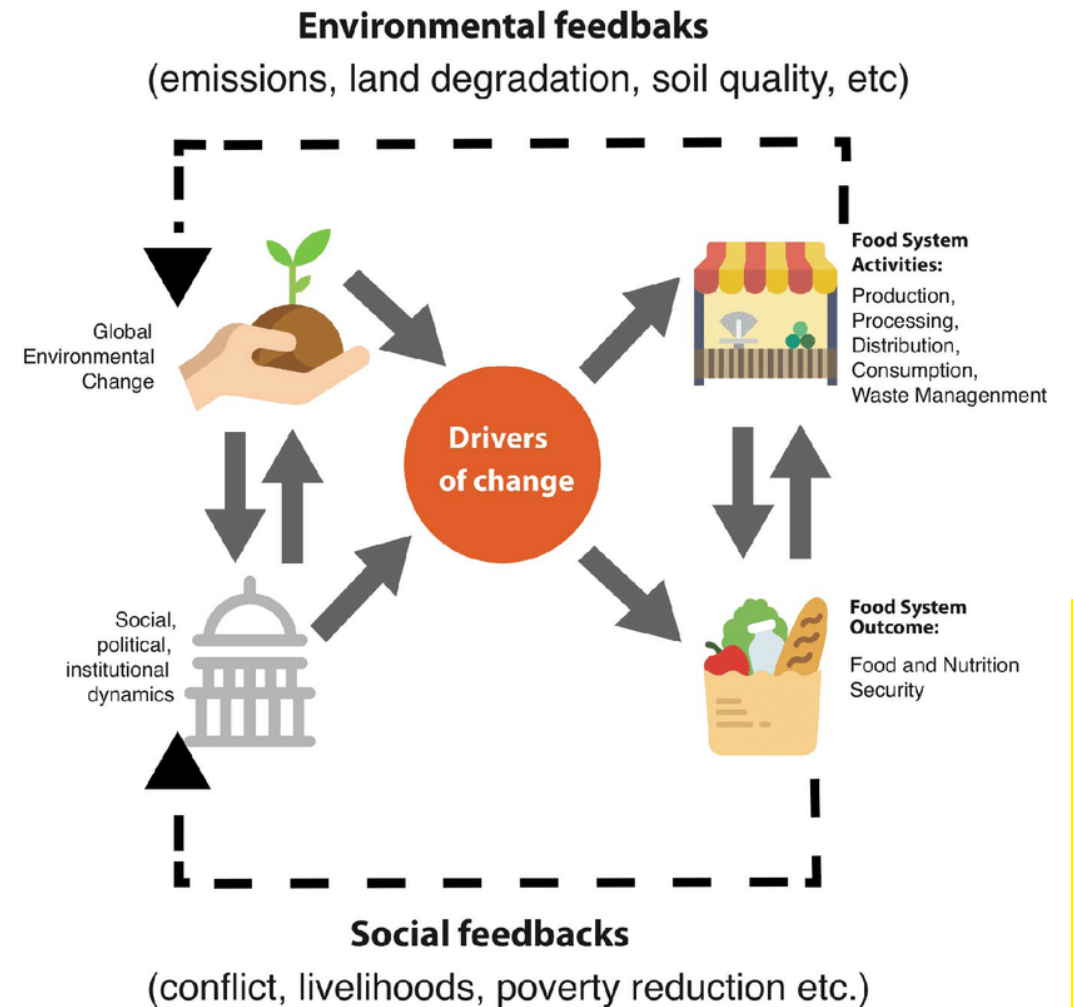 Environmental feedbaks
(emissions, land degradation, soil quality, etc)
Food System
Activities:
Production,
Processing,
Distribution,
Consumption,
Waste Managenment
Global
Environmental
Change
Drivers
of change
Social,
political,
institutional
dynamics
Food System
Outcome:
Food and Nutrition
Security
Social feedbacks
(conflict, livelihoods, poverty reduction etc.)